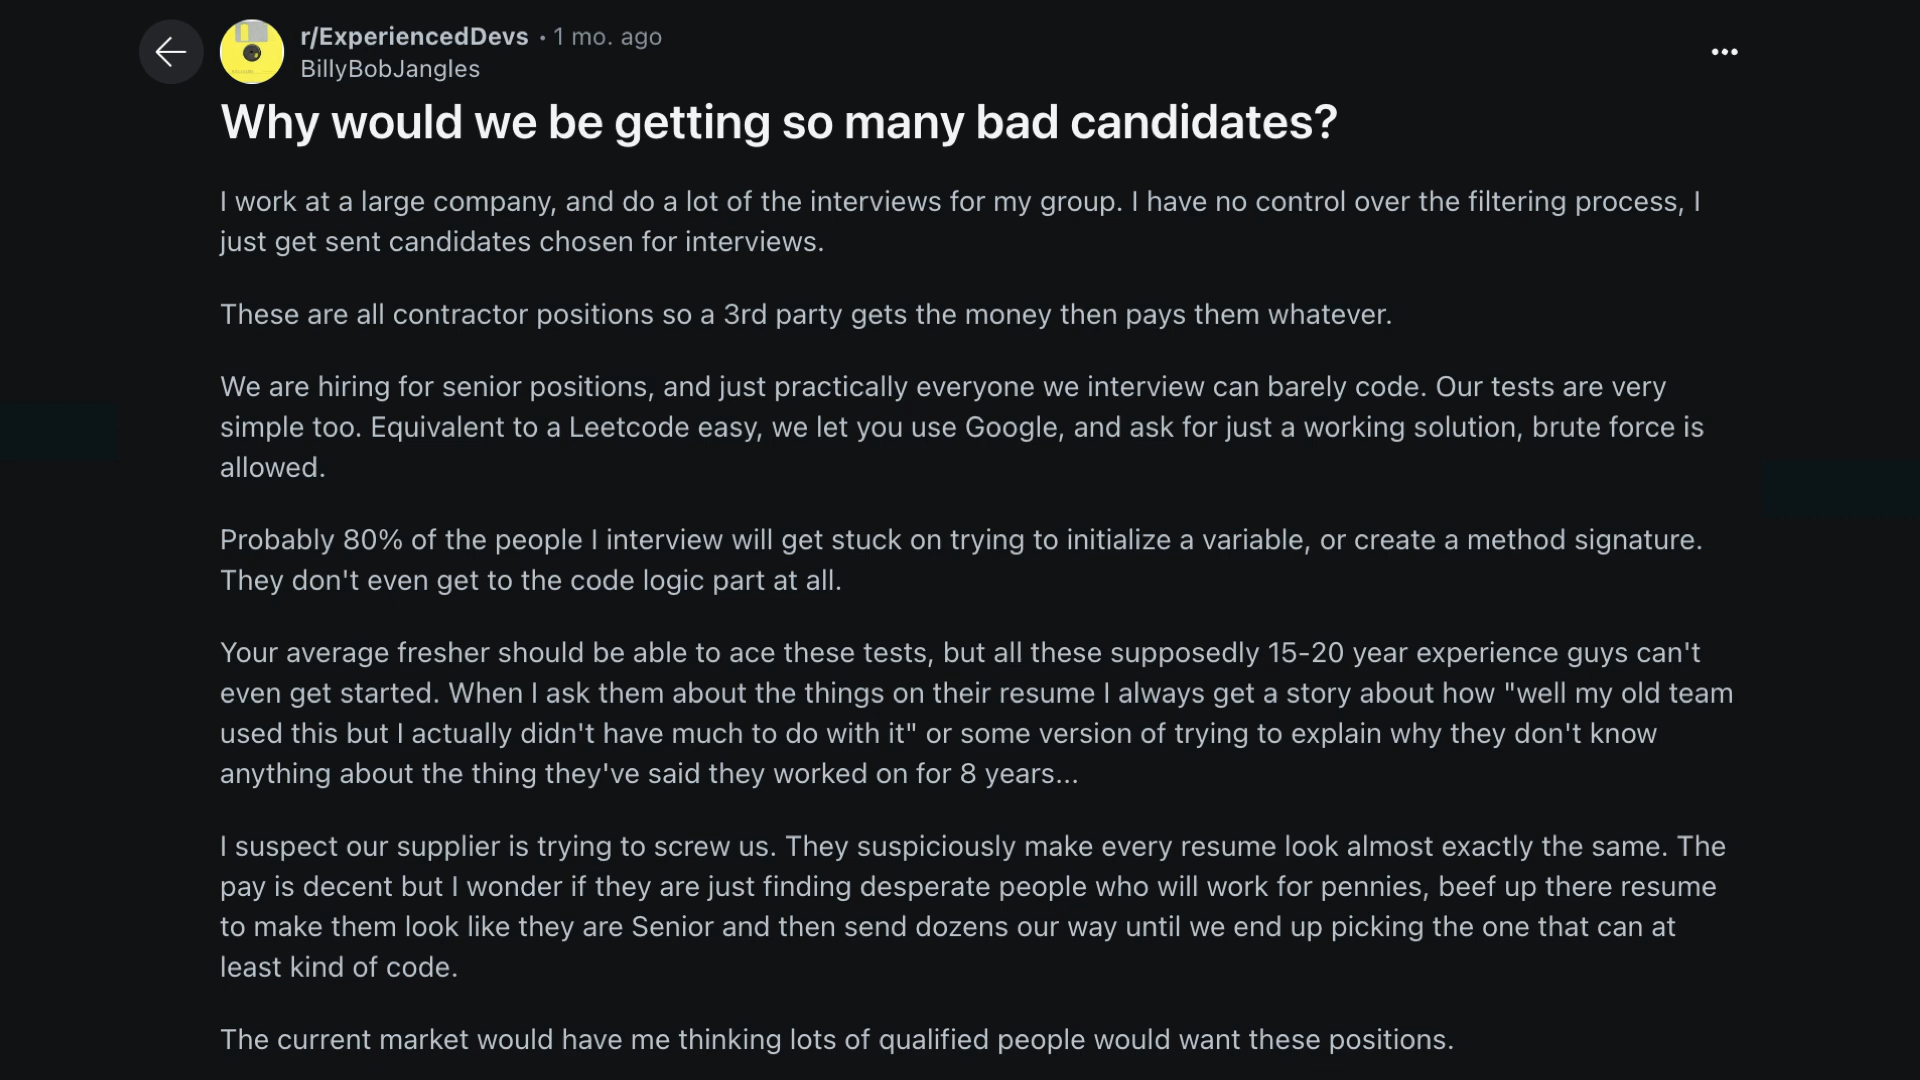 r/ExperiencedDevs • 1 mo. ago
BillyBobJangles
Why would we be getting so many bad candidates?
I work at a large company, and do a lot of the interviews for my group. I have no control over the filtering process, I
just get sent candidates chosen for interviews.
These are all contractor positions so a 3rd party gets the money then pays them whatever.
We are hiring for senior positions, and just practically everyone we interview can barely code. Our tests are very
simple too. Equivalent to a Leetcode easy, we let you use Google, and ask for just a working solution, brute force is
allowed.
Probably 80% of the people I interview will get stuck on trying to initialize a variable, or create a method signature.
They don't even get to the code logic part at all.
Your average fresher should be able to ace these tests, but all these supposedly 15-20 year experience guys can't
even get started. When I ask them about the things on their resume I always get a story about how "well my old team
used this but I actually didn't have much to do with it" or some version of trying to explain why they don't know
anything about the thing they've said they worked on for 8 years...
I suspect our supplier is trying to screw us. They suspiciously make every resume look almost exactly the same. The
pay is decent but I wonder if they are just finding desperate people who will work for pennies, beef up there resume
to make them look like they are Senior and then send dozens our way until we end up picking the one that can at
least kind of code.
The current market would have me thinking lots of qualified people would want these positions.